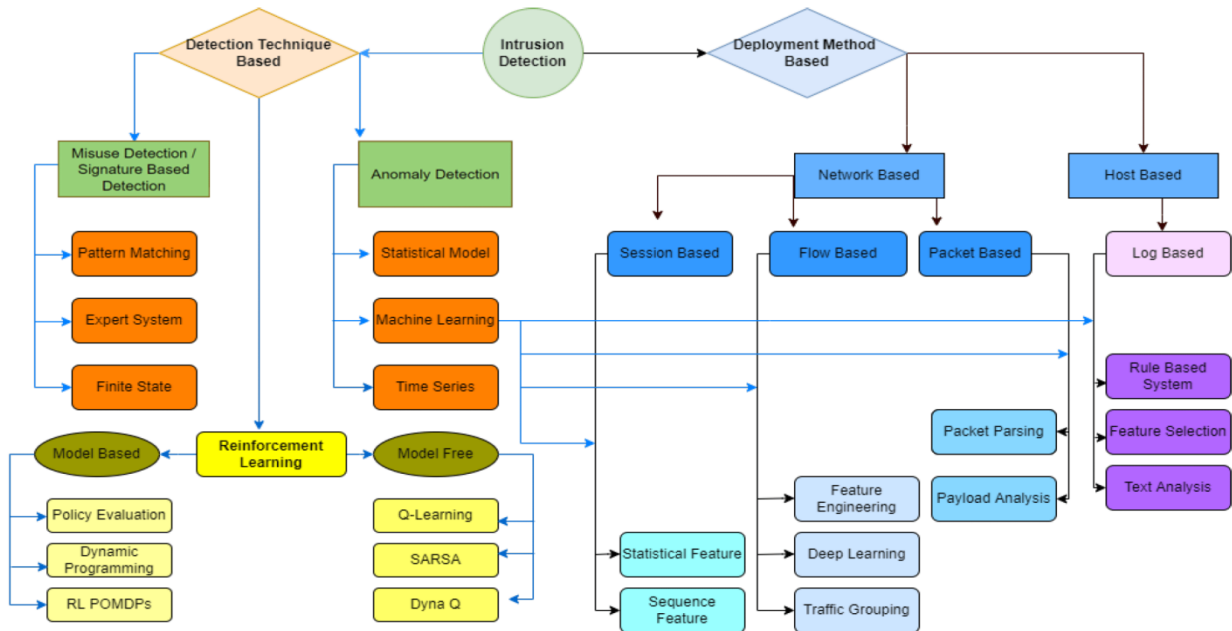 Detection Technique
Based
Intrusion
Detection
Deployment Method
Based
Misuse Detection /
Signature Based
Detection
Anomaly Detection
Network Based
Host Based
Pattern Matching
Statistical Model
Session Based
Flow Based
Packet Based
Log Based
Expert System
Machine Learning
Finite State
Time Series
Rule Based
System
Packet Parsing
Feature Selection
Model Based
Reinforcement
Learning
Model Free
Payload Analysis
Text Analysis
Policy Evaluation
Q-Learning
Feature
Engineering
Dynamic
Programming
SARSA
Statistical Feature
Deep Learning
RL POMDPs
Dyna Q
Sequence
Feature
Traffic Grouping